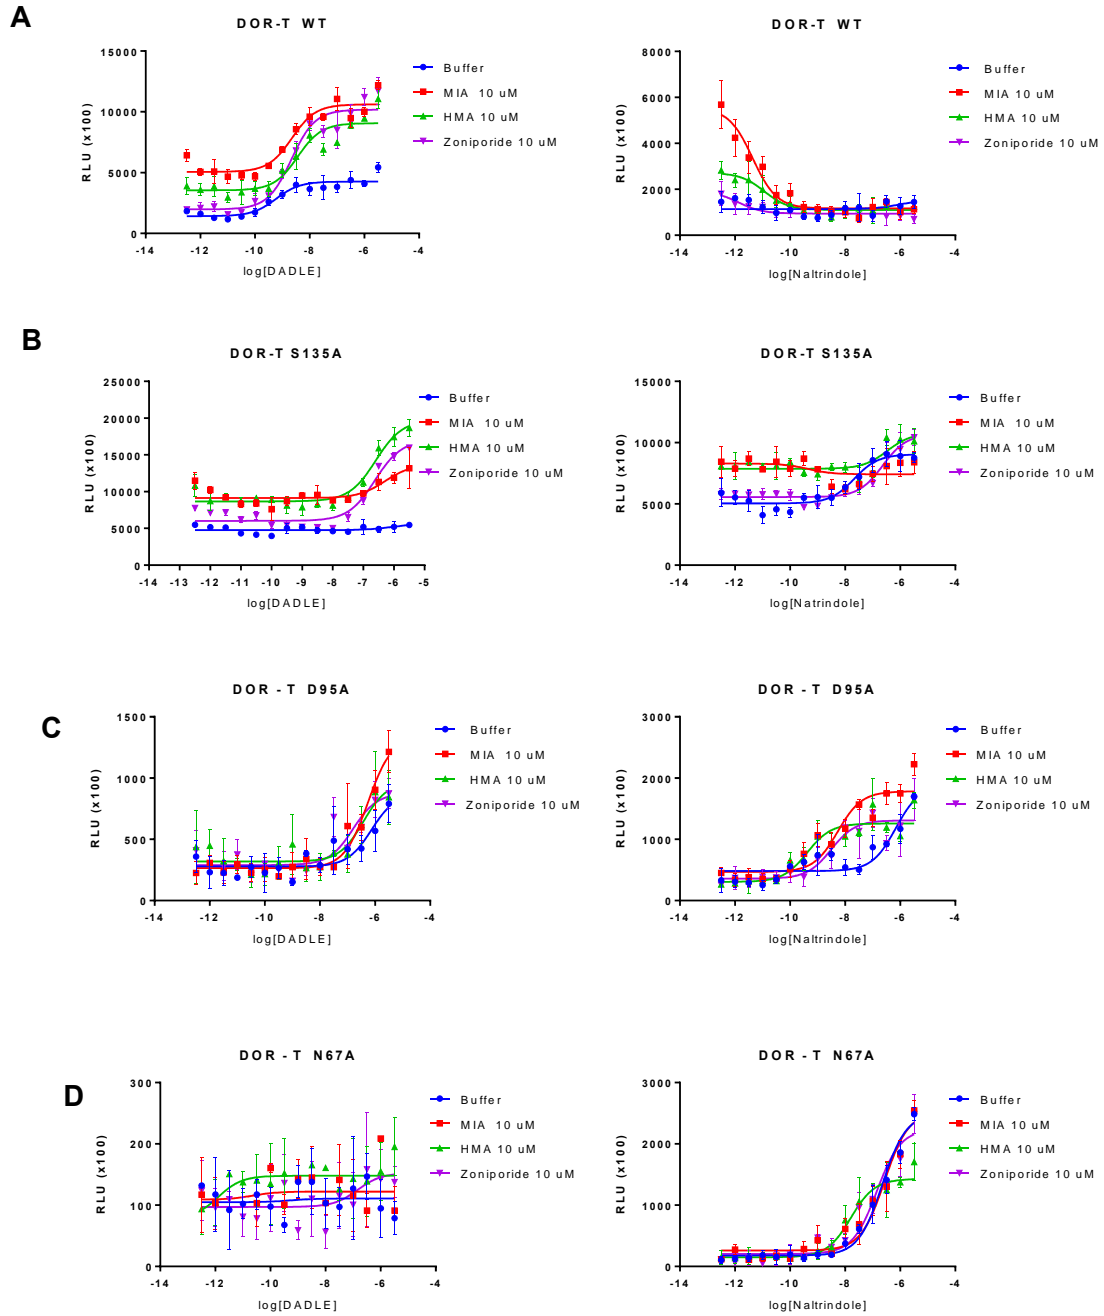 A
DOR-T WT
RLU (x100)
15000
10000
5000
0
-14
-12
-10
-8
-6
-4
log[DADLE]
Buffer
MIA 10 uM
HMA 10 uM
Zoniporide 10 uM
DOR-T WT
RLU (x100)
8000
6000
4000
2000
0
-14
-12
-10
-8
-6
-4
log[Naltrindole]
Buffer
MIA 10 uM
HMA 10 uM
Zoniporide 10 uM
B
DOR-T S135A
RLU (x100)
25000
20000
15000
10000
5000
0
-14
-13
-12
-11
-10
-9
-8
-7
-6
-5
log[DADLE]
Buffer
MIA 10 uM
HMA 10 uM
Zoniporide 10 uM
DOR-T S135A
RLU (x100)
15000
10000
5000
0
-14
-12
-10
-8
-6
-4
log[Natrindole]
Buffer
MIA 10 uM
HMA 10 uM
Zoniporide 10 uM
C
DOR - T D95A
RLU (x100)
1500
1000
500
0
-14
-12
-10
-8
-6
-4
log[DADLE]
Buffer
MIA 10 uM
HMA 10 uM
Zoniporide 10 uM
DOR - T D95A
RLU (x100)
3000
2000
1000
0
-14
-12
-10
-8
-6
-4
log[Naltrindole]
Buffer
MIA 10 uM
HMA 10 uM
Zoniporide 10 uM
D
DOR - T N67A
RLU (x100)
300
200
100
0
-14
-12
-10
-8
-6
-4
log[DADLE]
Buffer
MIA 10 uM
HMA 10 uM
Zoniporide 10 uM
DOR - T N67A
RLU (x100)
3000
2000
1000
0
-14
-12
-10
-8
-6
-4
log[Naltrindole]
Buffer
MIA 10 uM
HMA 10 uM
Zoniporide 10 uM